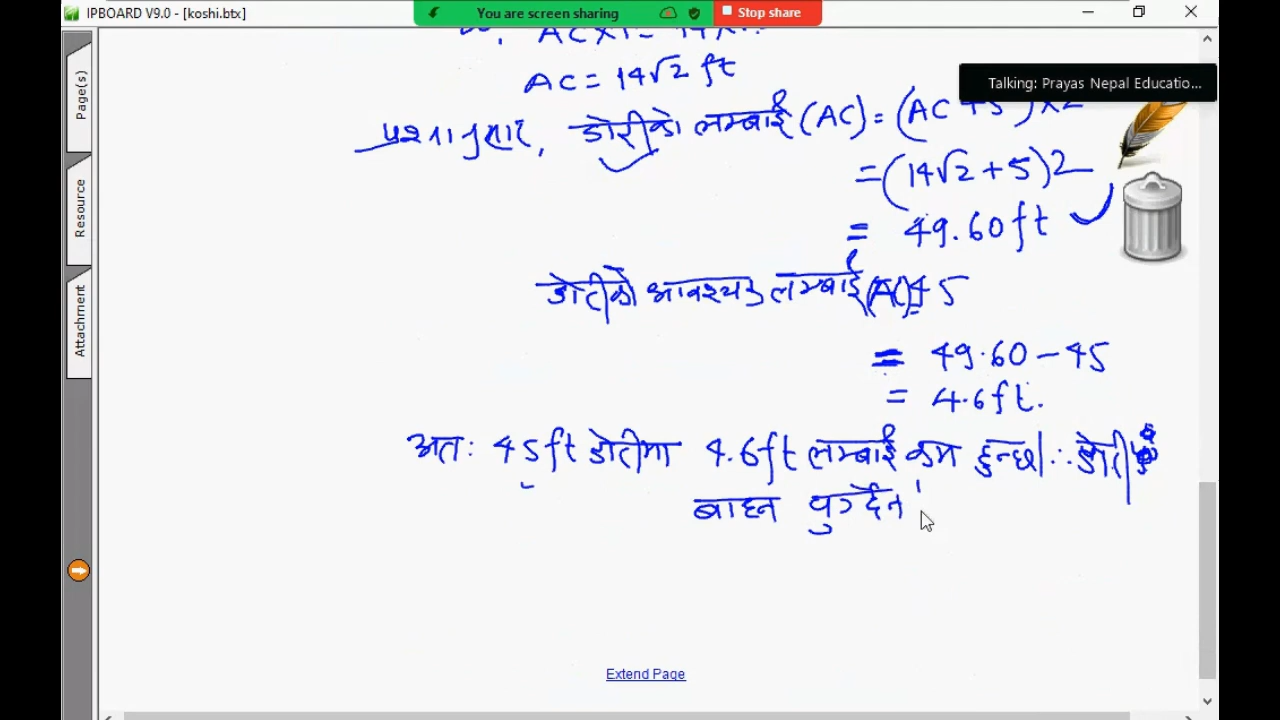 IPBOARD V9.0 - [koshi.btx]
You are screen sharing
Stop share
Talking: Prayas Nepal Educatio...
Page(s)
Resource
Attachment
AC = 14√2 ft
प्रश्नानुसार, डोरीको लम्बाई (AC) = (AC + 5) × 2
= (14√2 + 5) 2
= 49.60 ft
डोरीको आवश्यक लम्बाई
= 49.60 - 45
= 4.6 ft.
अतः 45 ft डोरीमा 4.6 ft लम्बाई कम हुन्छ। ∴ डोरी
बाध्न पुग्दैन।
Extend Page